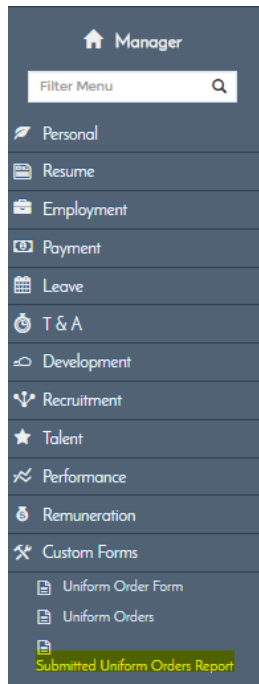 Manager
Filter Menu
Personal
Resume
Employment
Payment
Leave
T & A
Development
Recruitment
Talent
Performance
Remuneration
Custom Forms
Uniform Order Form
Uniform Orders
Submitted Uniform Orders Report